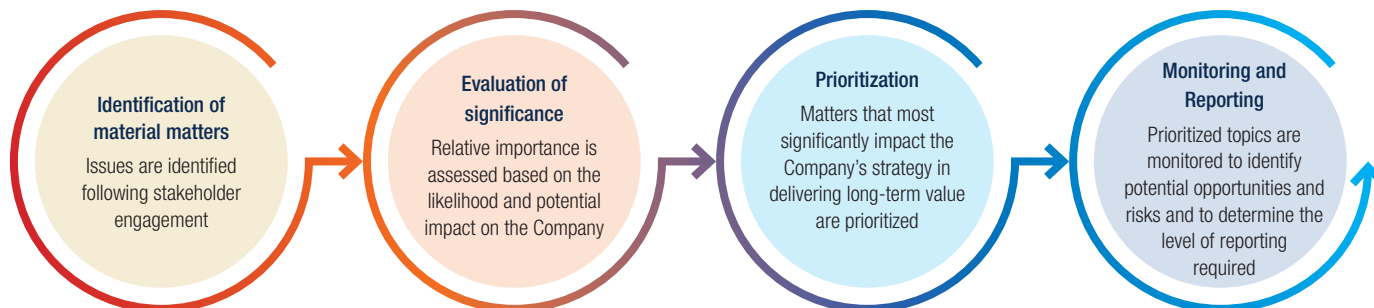 Identification of
material matters
Issues are identified
following stakeholder
engagement
Evaluation of
significance
Relative importance is
assessed based on the
likelihood and potential
impact on the Company
Prioritization
Matters that most
significantly impact the
Company’s strategy in
delivering long-term value
are prioritized
Monitoring and
Reporting
Prioritized topics are
monitored to identify
potential opportunities and
risks and to determine the
level of reporting
required